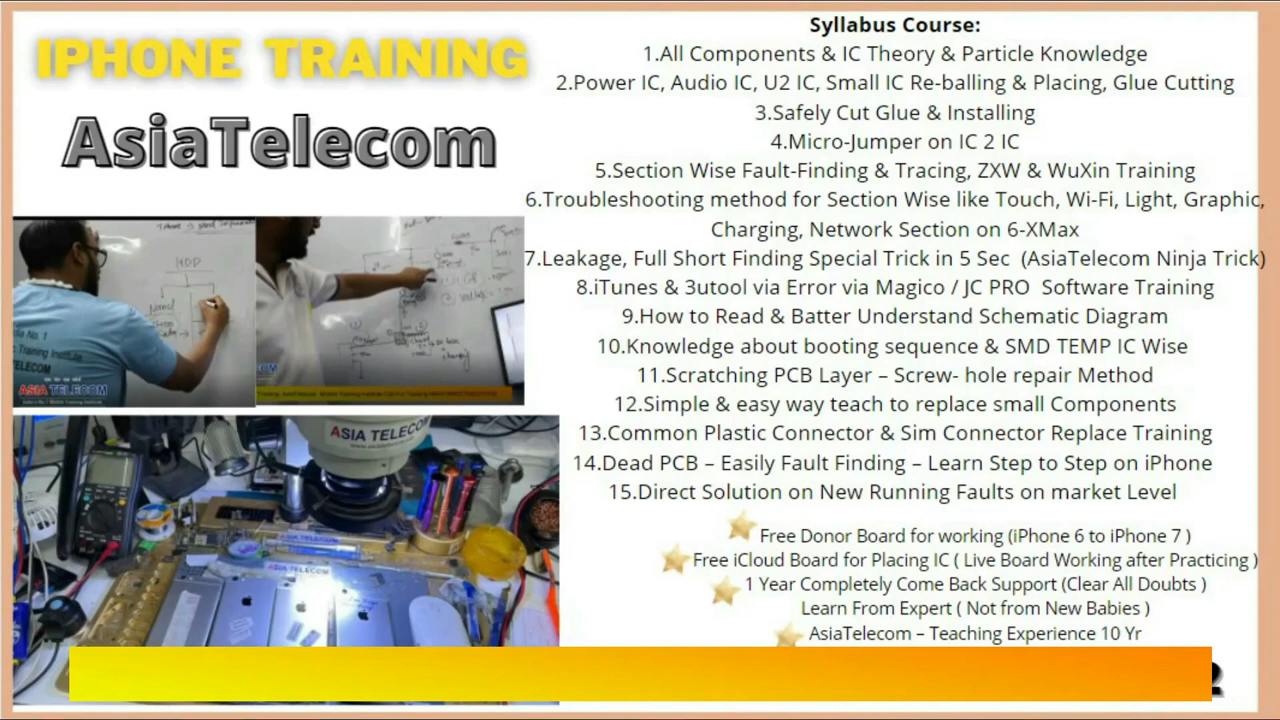 IPHONE TRAINING
AsiaTelecom
Syllabus Course:
1.All Components & IC Theory & Particle Knowledge
2.Power IC, Audio IC, U2 IC, Small IC Re-balling & Placing, Glue Cutting
3.Safely Cut Glue & Installing
4.Micro-Jumper on IC 2 IC
5.Section Wise Fault-Finding & Tracing, ZXW & WuXin Training
6.Troubleshooting method for Section Wise like Touch, Wi-Fi, Light, Graphic,
Charging, Network Section on 6-XMax
7.Leakage, Full Short Finding Special Trick in 5 Sec (AsiaTelecom Ninja Trick)
8.iTunes & 3utool via Error via Magico / JC PRO Software Training
9.How to Read & Batter Understand Schematic Diagram
10.Knowledge about booting sequence & SMD TEMP IC Wise
11.Scratching PCB Layer – Screw- hole repair Method
12.Simple & easy way teach to replace small Components
13.Common Plastic Connector & Sim Connector Replace Training
14.Dead PCB – Easily Fault Finding – Learn Step to Step on iPhone
15.Direct Solution on New Running Faults on market Level
Free Donor Board for working (iPhone 6 to iPhone 7 )
Free iCloud Board for Placing IC ( Live Board Working after Practicing )
1 Year Completely Come Back Support (Clear All Doubts )
Learn From Expert ( Not from New Babies )
AsiaTelecom – Teaching Experience 10 Yr
No. 1
Training Institute
TELECOM
ASIA TELECOM
ASIA TELECOM
ASIA TELECOM
2